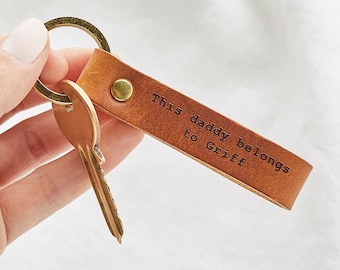 This daddy belongs
to Griff